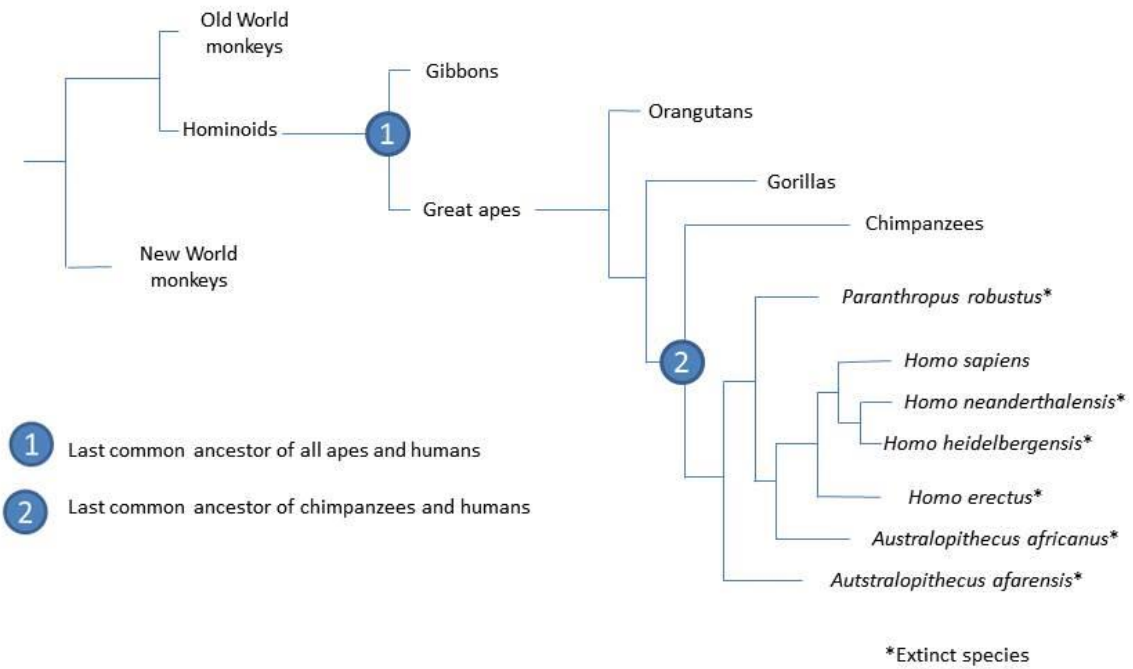 Old World
monkeys
Gibbons
Orangutans
1
Hominoids
Gorillas
Great apes
Chimpanzees
New World
monkeys
Paranthropus robustus*
2
Homo sapiens
Homo neanderthalensis*
Homo heidelbergensis*
1 Last common ancestor of all apes and humans
Homo erectus*
2 Last common ancestor of chimpanzees and humans
Australopithecus africanus*
Autstralopithecus afarensis*
*Extinct species